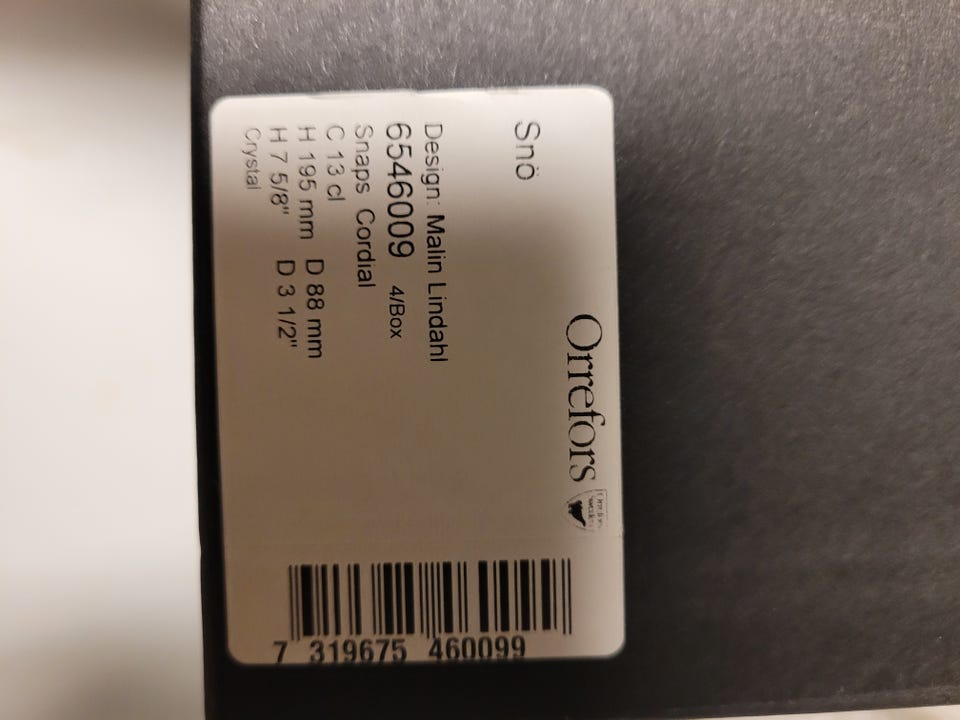 Orrefors
Snö
Design: Malin Lindahl
6546009 4/Box
Snaps Cordial
C 13 cl
H 195 mm D 88 mm
H 7 5/8" D 3 1/2"
Crystal
7 319675 460099